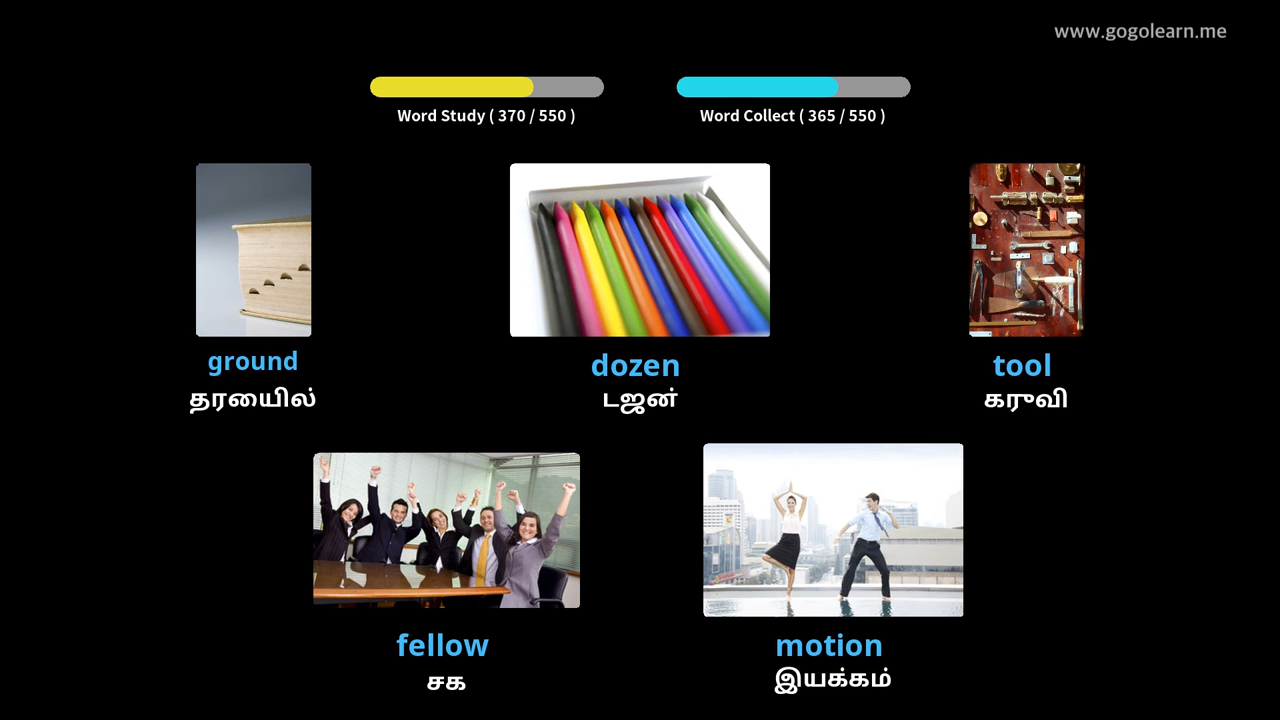 www.gogolearn.me
Word Study ( 370 / 550 )
Word Collect ( 365 / 550 )
ground
தரையில்
dozen
டஜன்
tool
கருவி
fellow
சக
motion
இயக்கம்